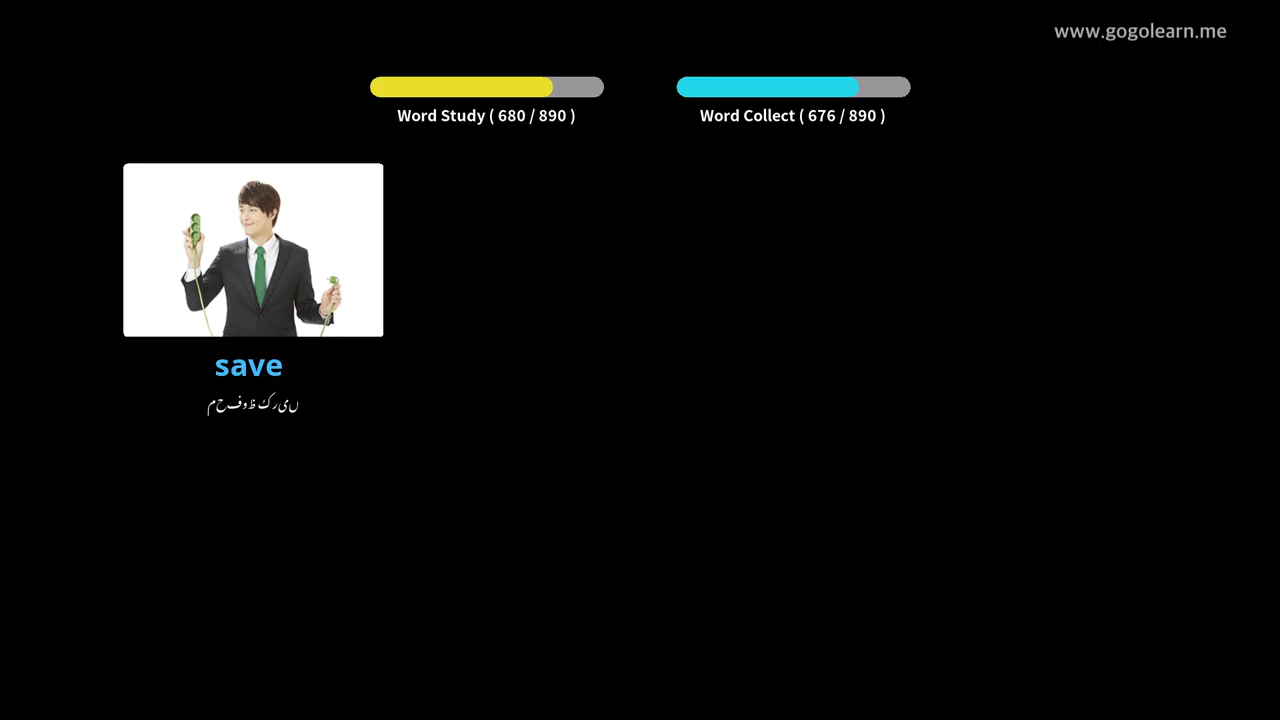 www.gogolearn.me
Word Study ( 680 / 890 )
Word Collect ( 676 / 890 )
save
محفوظ کریں